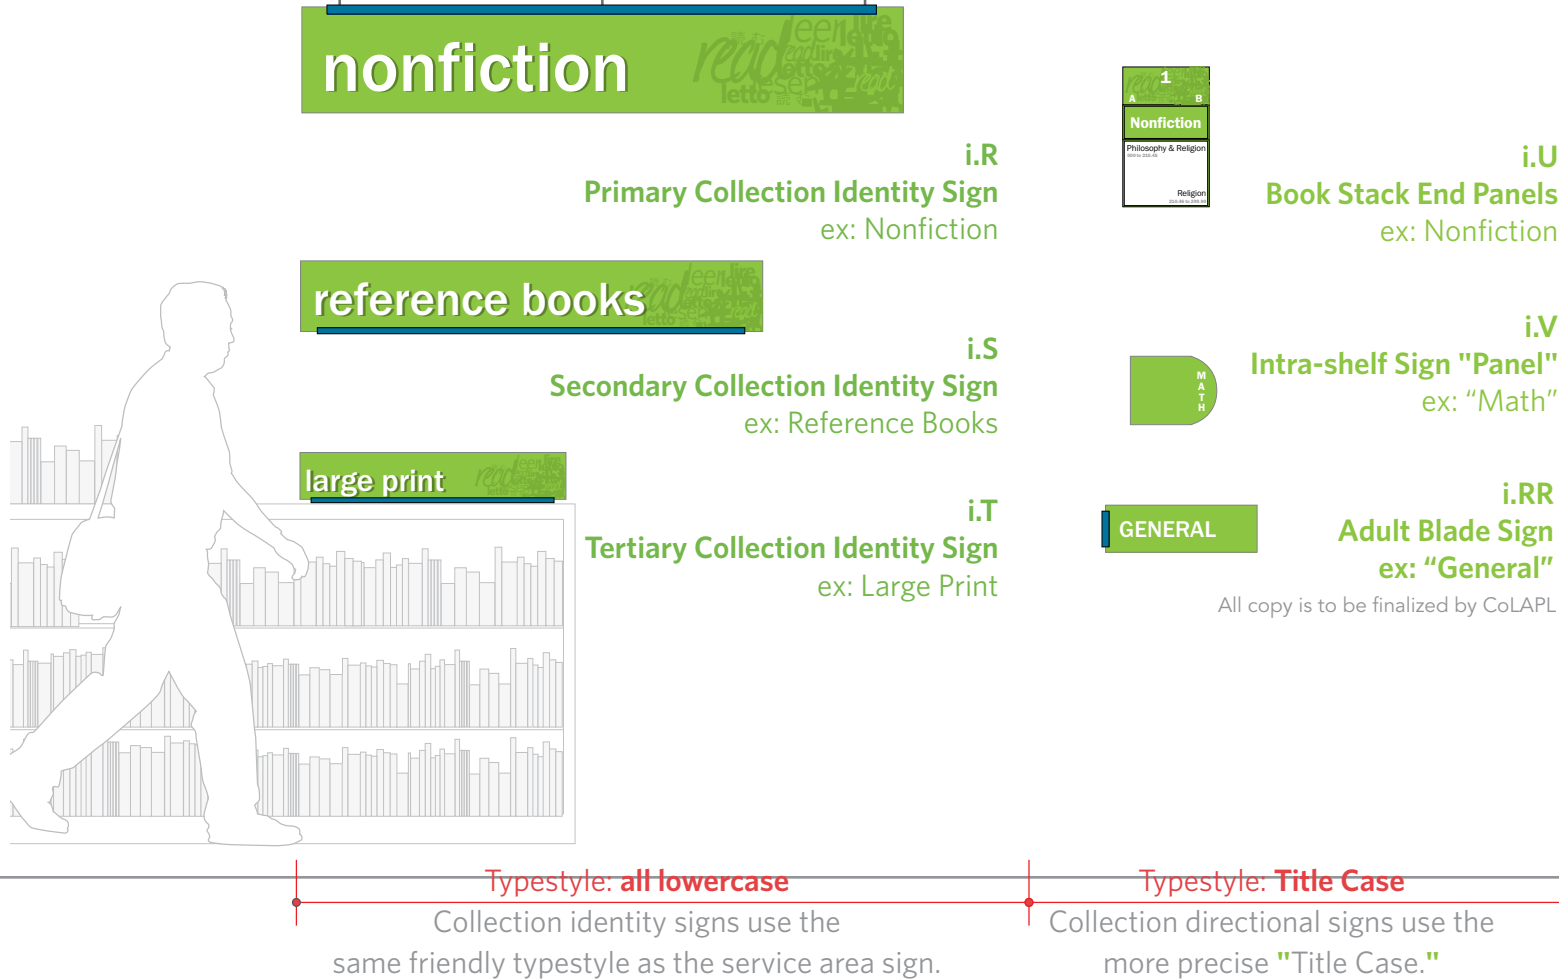 nonfiction
i.R
Primary Collection Identity Sign
ex: Nonfiction
reference books
i.S
Secondary Collection Identity Sign
ex: Reference Books
large print
i.T
Tertiary Collection Identity Sign
ex: Large Print
1
A B
Nonfiction
Philosophy & Religion
Religion
i.U
Book Stack End Panels
ex: Nonfiction
MATH
i.V
Intra-shelf Sign "Panel"
ex: “Math”
GENERAL
i.RR
Adult Blade Sign
ex: “General”
All copy is to be finalized by CoLAPL
Typestyle: all lowercase
Collection identity signs use the
same friendly typestyle as the service area sign.
Typestyle: Title Case
Collection directional signs use the
more precise "Title Case."